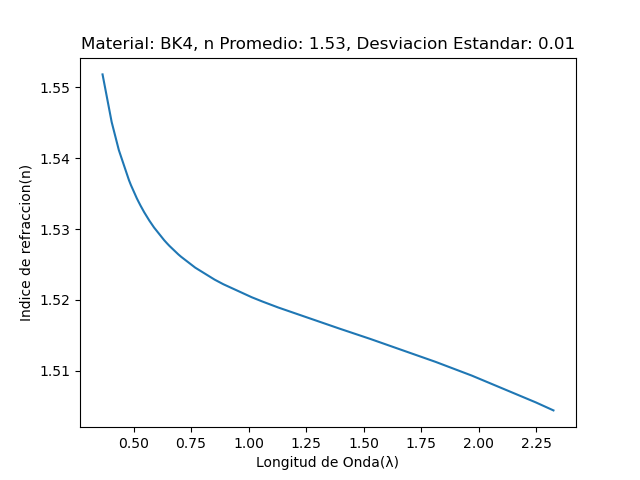 Material: BK4, n Promedio: 1.53, Desviacion Estandar: 0.01
1.55
1.54
1.53
1.52
1.51
Indice de refraccion(n)
0.50 0.75 1.00 1.25 1.50 1.75 2.00 2.25
Longitud de Onda(λ)